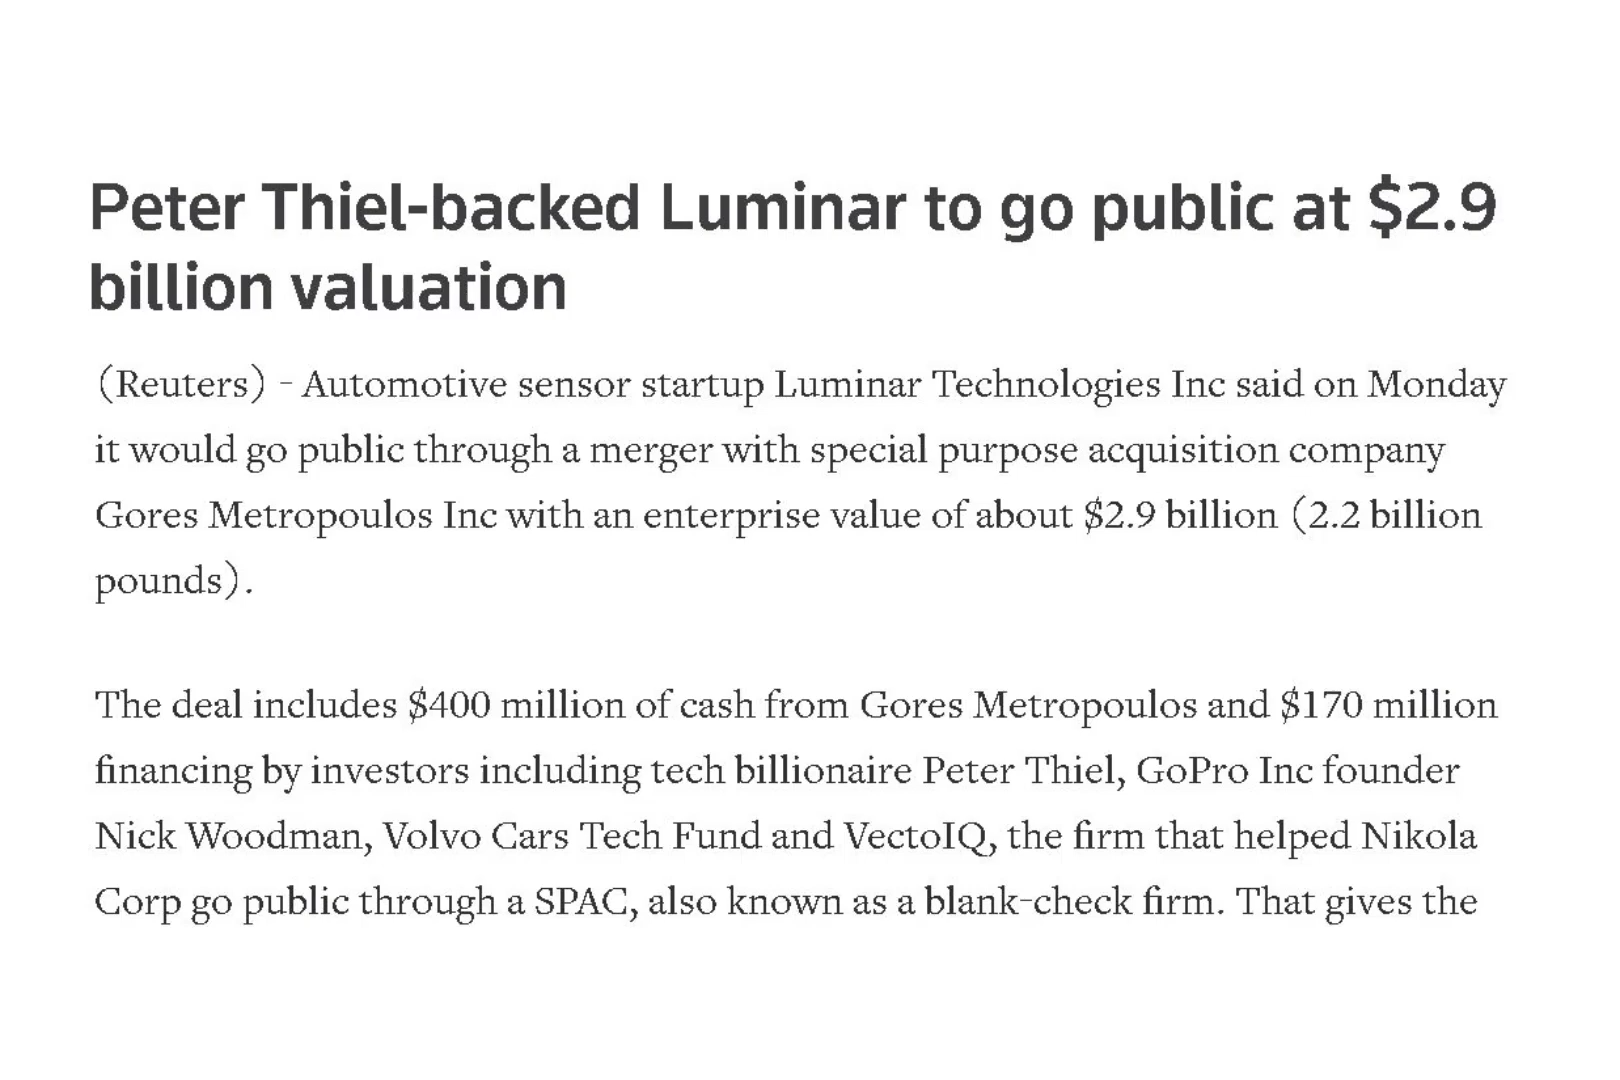 Peter Thiel-backed Luminar to go public at $2.9
billion valuation
(Reuters) - Automotive sensor startup Luminar Technologies Inc said on Monday
it would go public through a merger with special purpose acquisition company
Gores Metropoulos Inc with an enterprise value of about $2.9 billion (2.2 billion
pounds).
The deal includes $400 million of cash from Gores Metropoulos and $170 million
financing by investors including tech billionaire Peter Thiel, GoPro Inc founder
Nick Woodman, Volvo Cars Tech Fund and VectoIQ, the firm that helped Nikola
Corp go public through a SPAC, also known as a blank-check firm. That gives the